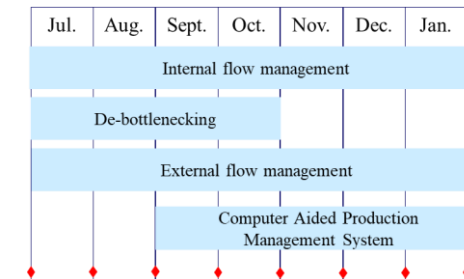 Jul. Aug. Sept. Oct. Nov. Dec. Jan.
Internal flow management
De-bottlenecking
External flow management
Computer Aided Production
Management System